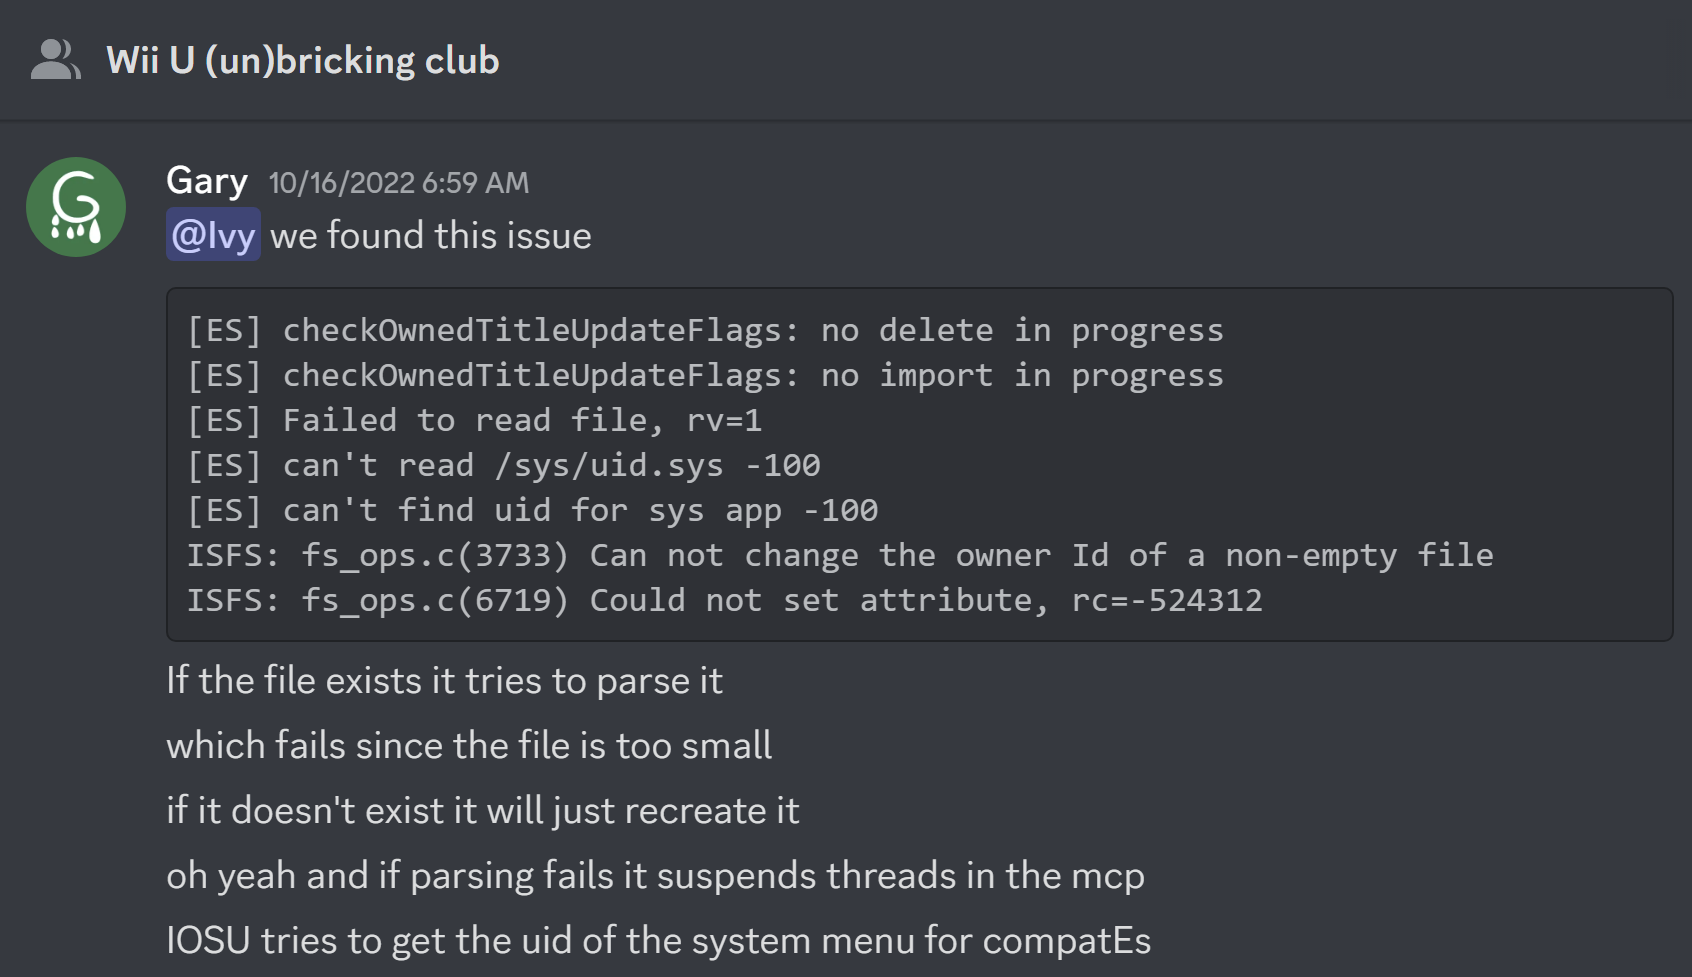 Wii U (un)bricking club
Gary 10/16/2022 6:59 AM
@Ivy we found this issue
[ES] checkOwnedTitleUpdateFlags: no delete in progress
[ES] checkOwnedTitleUpdateFlags: no import in progress
[ES] Failed to read file, rv=1
[ES] can't read /sys/uid.sys -100
[ES] can't find uid for sys app -100
ISFS: fs_ops.c(3733) Can not change the owner Id of a non-empty file
ISFS: fs_ops.c(6719) Could not set attribute, rc=-524312
If the file exists it tries to parse it
which fails since the file is too small
if it doesn't exist it will just recreate it
oh yeah and if parsing fails it suspends threads in the mcp
IOSU tries to get the uid of the system menu for compatEs